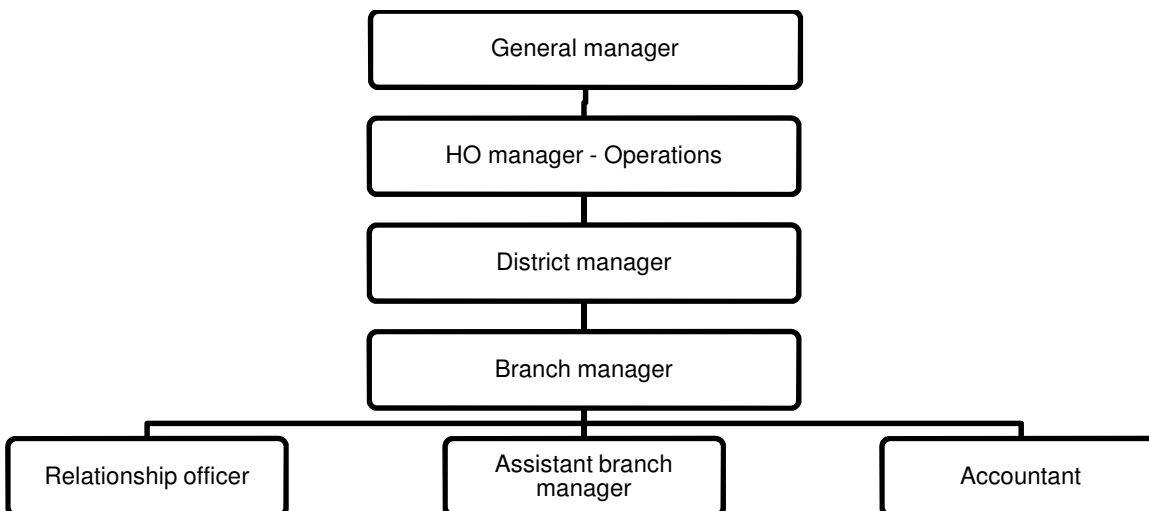 General manager
HO manager - Operations
District manager
Branch manager
Relationship officer
Assistant branch
manager
Accountant